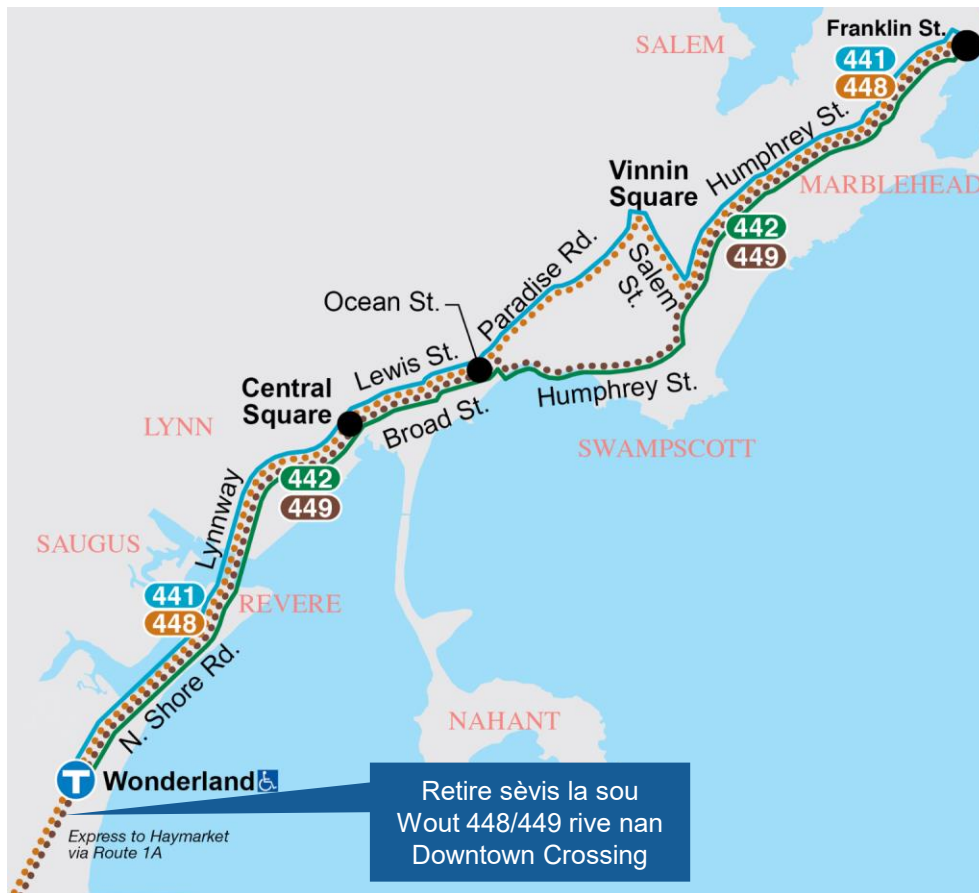 SALEM
Franklin St.
441
448
Humphrey St.
MARBLEHEAD
Vinnin
Square
442
449
Paradise Rd.
Salem
St.
Ocean St.
Lewis St.
Central
Square
Broad St.
Humphrey St.
LYNN
SWAMPSCOTT
442
449
Lynnway
SAUGUS
441
448
REVERE
N. Shore Rd.
NAHANT
T Wonderland
Express to Haymarket
via Route 1A
Retire sèvis la sou
Wout 448/449 rive nan
Downtown Crossing